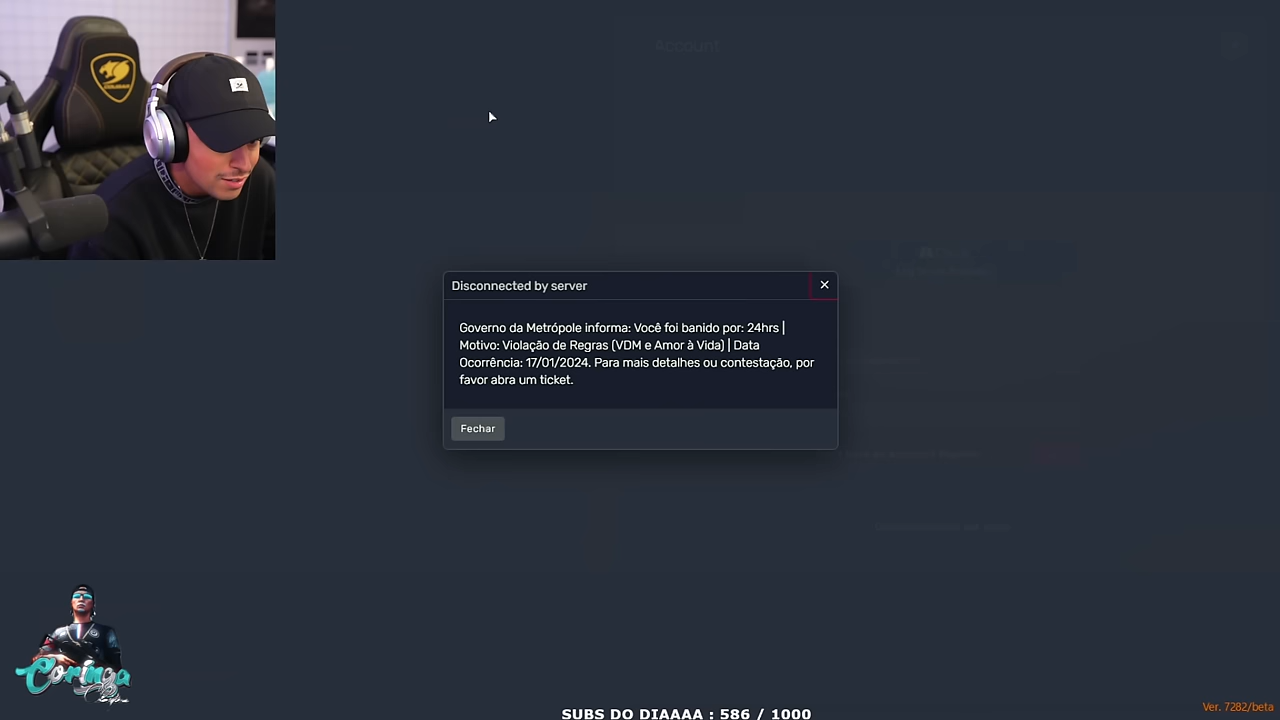 Account
Disconnected by server
Governo da Metrópole informa: Você foi banido por: 24hrs |
Motivo: Violação de Regras (VDM e Amor à Vida) | Data
Ocorrência: 17/01/2024. Para mais detalhes ou contestação, por
favor abra um ticket.
Fechar
Coringa
SUBS DO DIAAAA : 586 / 1000
Ver. 7282/beta